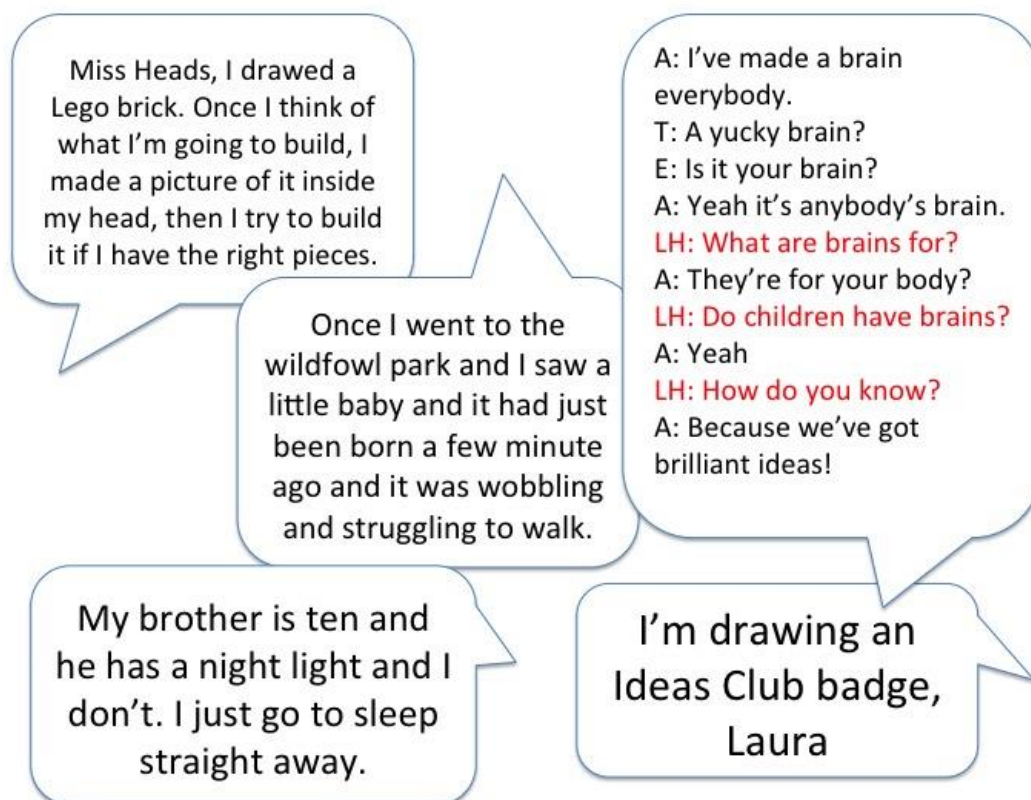 Miss Heads, I drawed a
Lego brick. Once I think of
what I'm going to build, I
made a picture of it inside
my head, then I try to build
it if I have the right pieces.
Once I went to the
wildfowl park and I saw a
little baby and it had just
been born a few minute
ago and it was wobbling
and struggling to walk.
A: I've made a brain
everybody.
T: A yucky brain?
E: Is it your brain?
A: Yeah it's anybody's brain.
LH: What are brains for?
A: They're for your body?
LH: Do children have brains?
A: Yeah
LH: How do you know?
A: Because we've got
brilliant ideas!
My brother is ten and
he has a night light and I
don't. I just go to sleep
straight away.
I'm drawing an
Ideas Club badge,
Laura